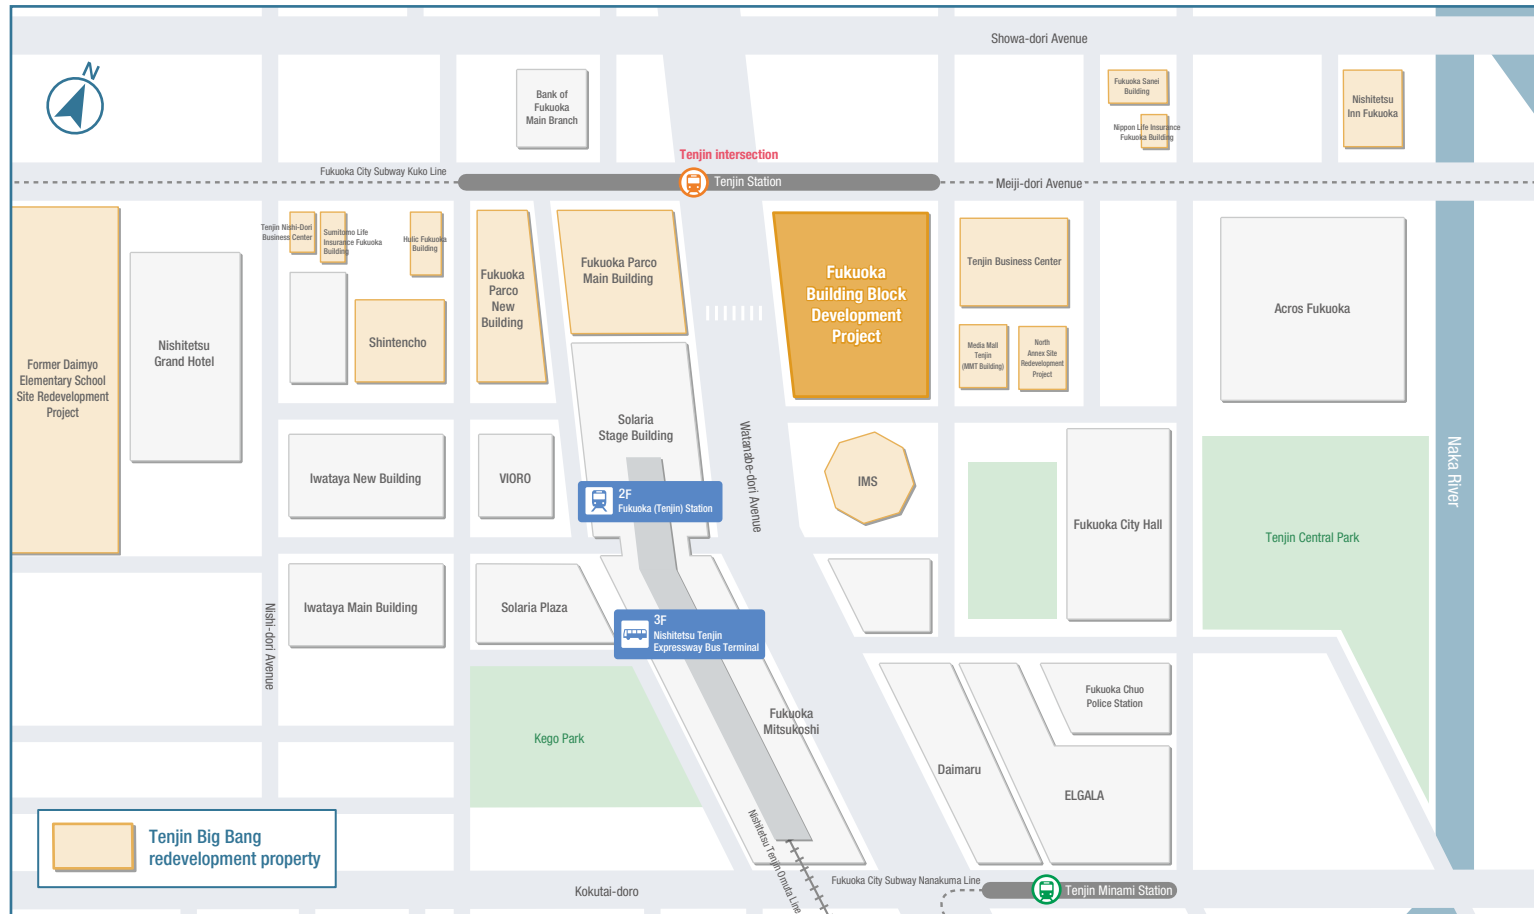 Showa-dori Avenue
N
Bank of
Fukuoka
Main Branch
Fukuoka Sanei
Building
Nippon Life Insurance
Fukuoka Building
Nishitetsu
Inn Fukuoka
Tenjin intersection
Fukuoka City Subway Kuko Line
Tenjin Station
Meiji-dori Avenue
Tenjin Nishi-Dori
Business Center
Sumitomo Life
Insurance Fukuoka
Building
Hulic Fukuoka
Building
Fukuoka
Parco
New
Building
Fukuoka Parco
Main Building
Fukuoka
Building Block
Development
Project
Tenjin Business Center
Acros Fukuoka
Nishitetsu
Grand Hotel
Shintencho
Media Mall
Tenjin
(MMT Building)
North
Annex Site
Redevelopment
Project
Former Daimyo
Elementary School
Site Redevelopment
Project
Solaria
Stage Building
Watanabe-dori Avenue
Naka River
Iwataya New Building
VIORO
IMS
2F
Fukuoka (Tenjin) Station
Fukuoka City Hall
Tenjin Central Park
Iwataya Main Building
Solaria Plaza
Nishi-dori Avenue
3F
Nishitetsu Tenjin
Expressway Bus Terminal
Fukuoka Chuo
Police Station
Fukuoka
Mitsukoshi
Kego Park
Daimaru
ELGALA
Tenjin Big Bang
redevelopment property
Nishitetsu Tenjin Omuta Line
Kokutai-doro
Fukuoka City Subway Nanakuma Line
Tenjin Minami Station